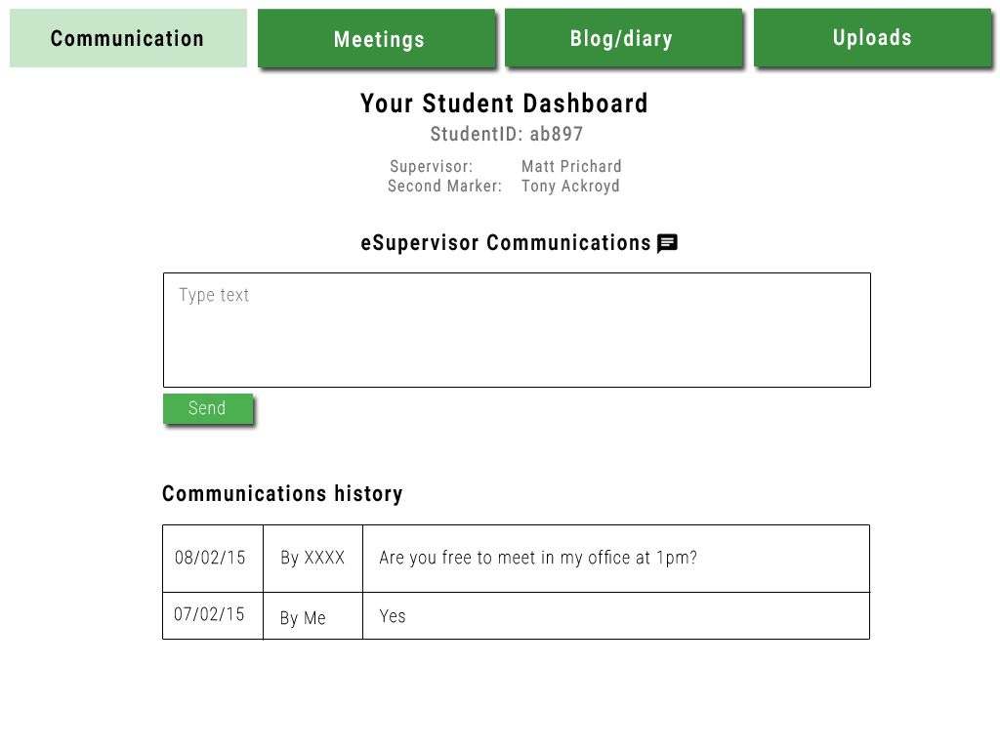 Communication Meetings Blog/diary Uploads
Your Student Dashboard
StudentID: ab897
Supervisor: Matt Prichard
Second Marker: Tony Ackroyd
eSupervisor Communications
Type text
Send
Communications history
08/02/15 By XXXX Are you free to meet in my office at 1pm?
07/02/15 By Me Yes